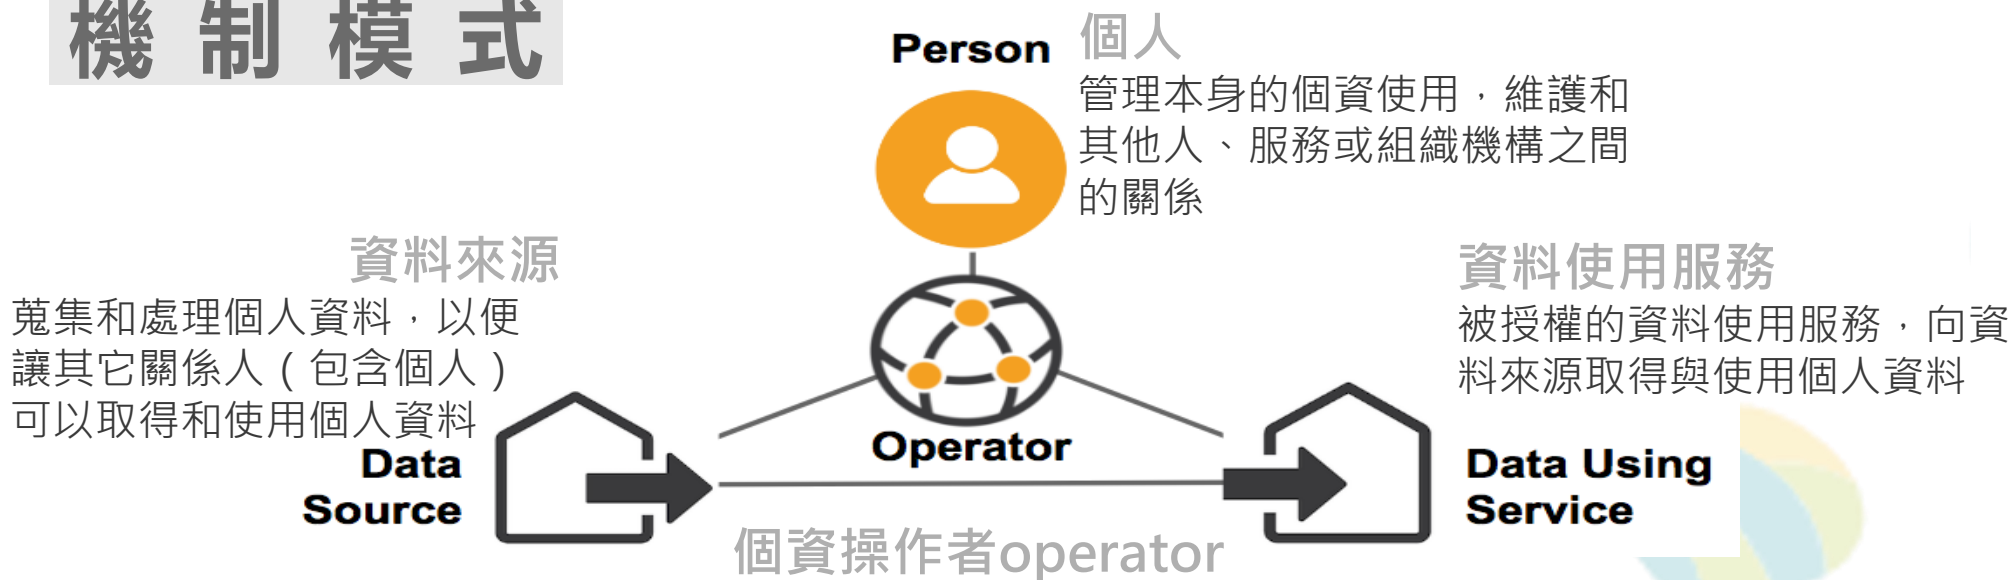 機制模式
Person
個人
管理本身的個資使用，維護和
其他人、服務或組織機構之間
的關係
資料來源
蒐集和處理個人資料，以便
讓其它關係人（包含個人）
可以取得和使用個人資料
Data
Source
Operator
個資操作者operator
資料使用服務
被授權的資料使用服務，向資
料來源取得與使用個人資料
Data Using
Service